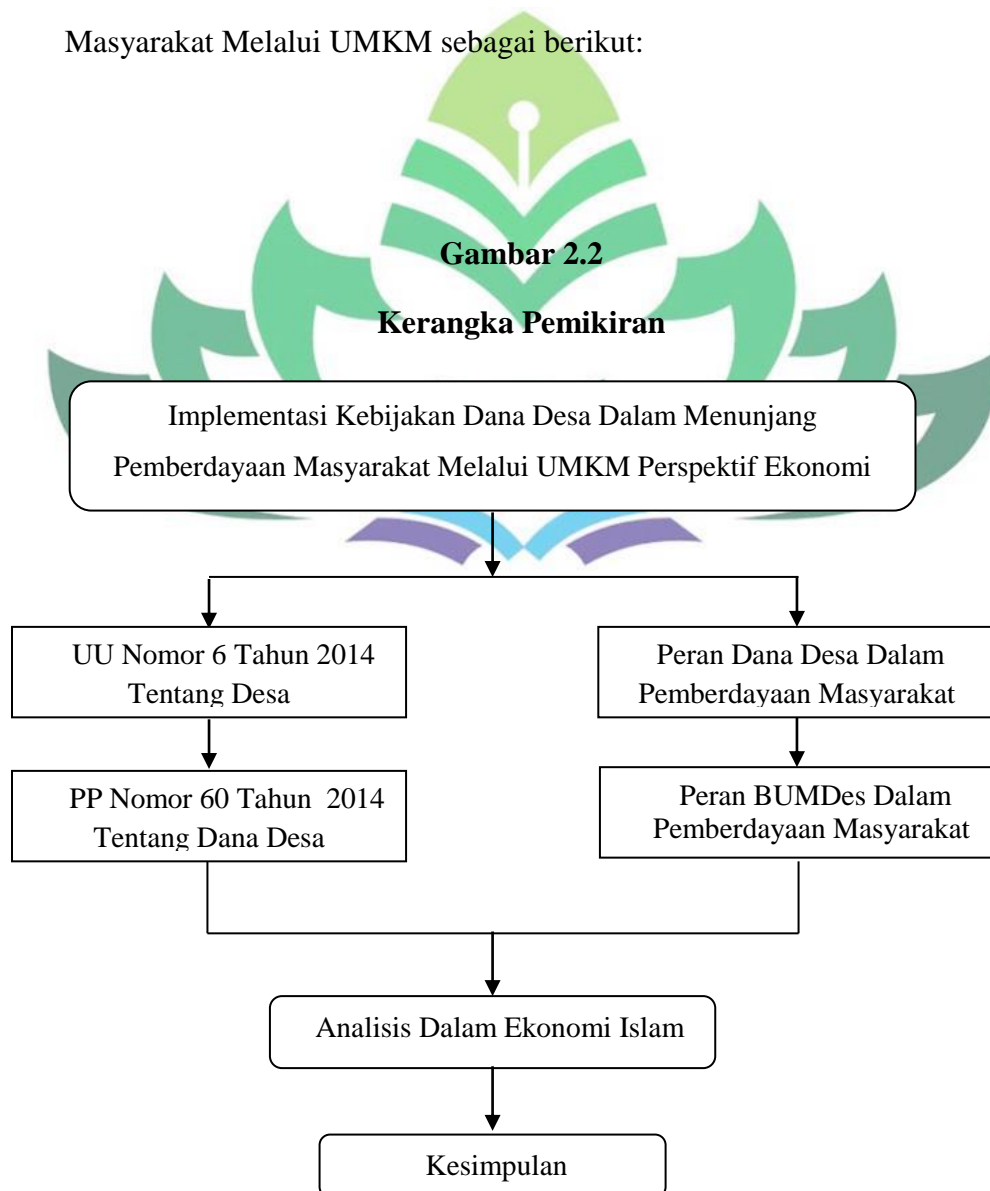 Masyarakat Melalui UMKM sebagai berikut:
Gambar 2.2
Kerangka Pemikiran
Implementasi Kebijakan Dana Desa Dalam Menunjang
Pemberdayaan Masyarakat Melalui UMKM Perspektif Ekonomi
UU Nomor 6 Tahun 2014
Tentang Desa
Peran Dana Desa Dalam
Pemberdayaan Masyarakat
PP Nomor 60 Tahun 2014
Tentang Dana Desa
Peran BUMDes Dalam
Pemberdayaan Masyarakat
Analisis Dalam Ekonomi Islam
Kesimpulan